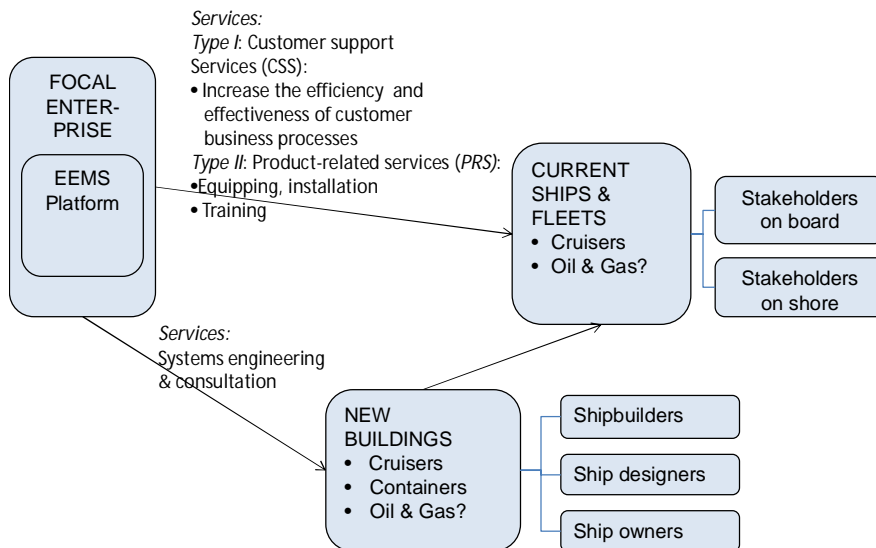 Services:
Type I: Customer support
Services (CSS):
• Increase the efficiency and
effectiveness of customer
business processes
Type II: Product-related services (PRS):
•Equipping, installation
• Training
FOCAL
ENTER-
PRISE
EEMS
Platform
CURRENT
SHIPS &
FLEETS
• Cruisers
• Oil & Gas?
Stakeholders
on board
Stakeholders
on shore
Services:
Systems engineering
& consultation
NEW
BUILDINGS
• Cruisers
• Containers
• Oil & Gas?
Shipbuilders
Ship designers
Ship owners